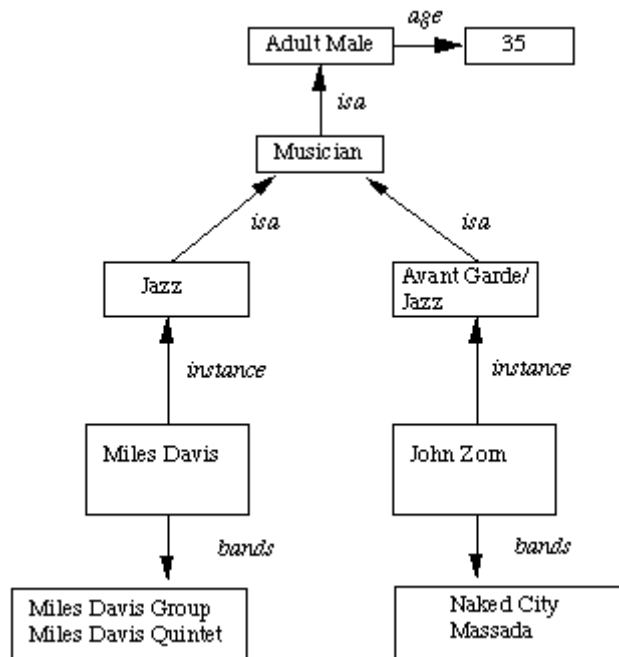 age
Adult Male
35
isa
Musician
isa
isa
Jazz
Avant Garde/
Jazz
instance
instance
Miles Davis
John Zorn
bands
bands
Miles Davis Group
Miles Davis Quintet
Naked City
Massada